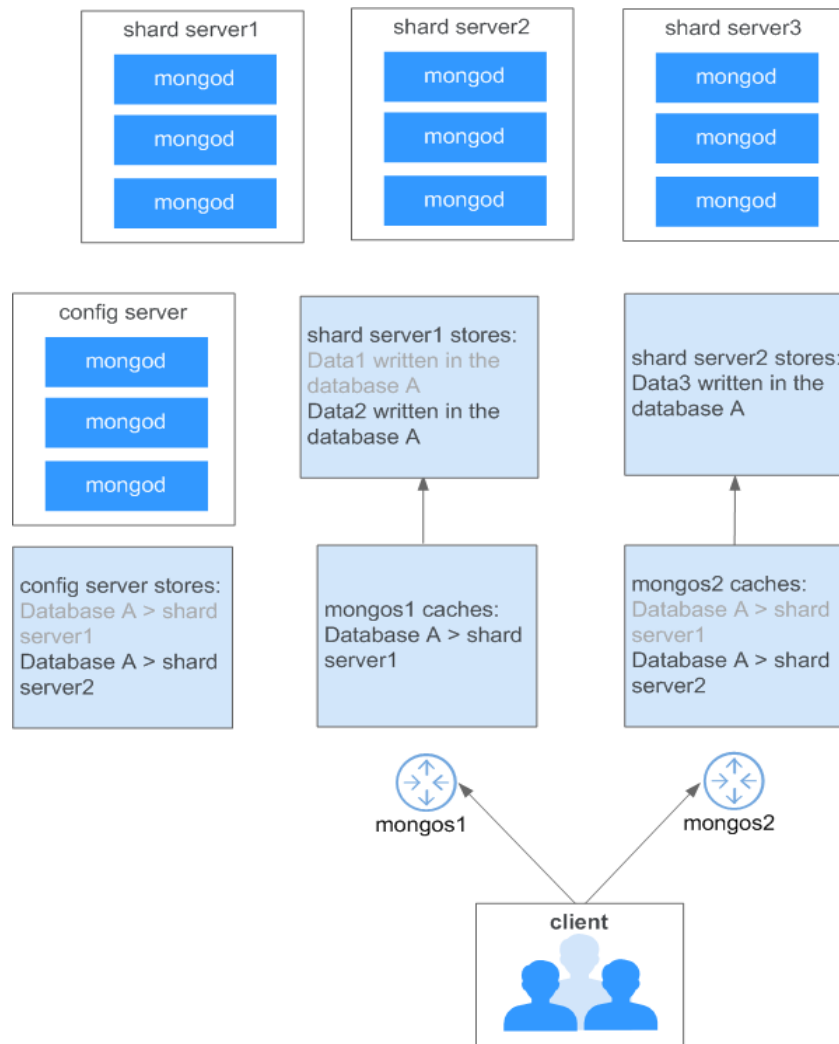 shard server1
mongod
mongod
mongod
shard server2
mongod
mongod
mongod
shard server3
mongod
mongod
mongod
config server
mongod
mongod
mongod
shard server1 stores:
Data1 written in the
database A
Data2 written in the
database A
shard server2 stores:
Data3 written in the
database A
config server stores:
Database A > shard
server1
Database A > shard
server2
mongos1 caches:
Database A > shard
server1
mongos2 caches:
Database A > shard
server1
Database A > shard
server2
mongos1
mongos2
client